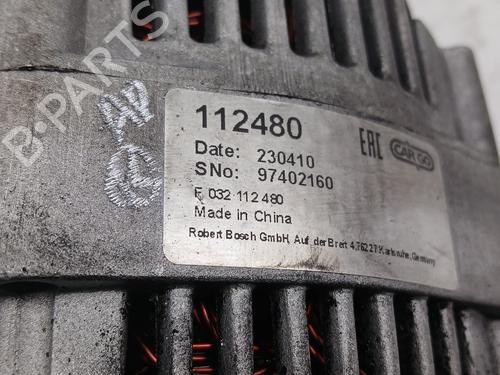 B-PARTS
112480
EAC
CARGO
Date: 230410
SNo: 97402160
F 032 112 480
Made in China
Robert Bosch GmbH, Auf der Breit 4,76227 Karlsruhe, Germany